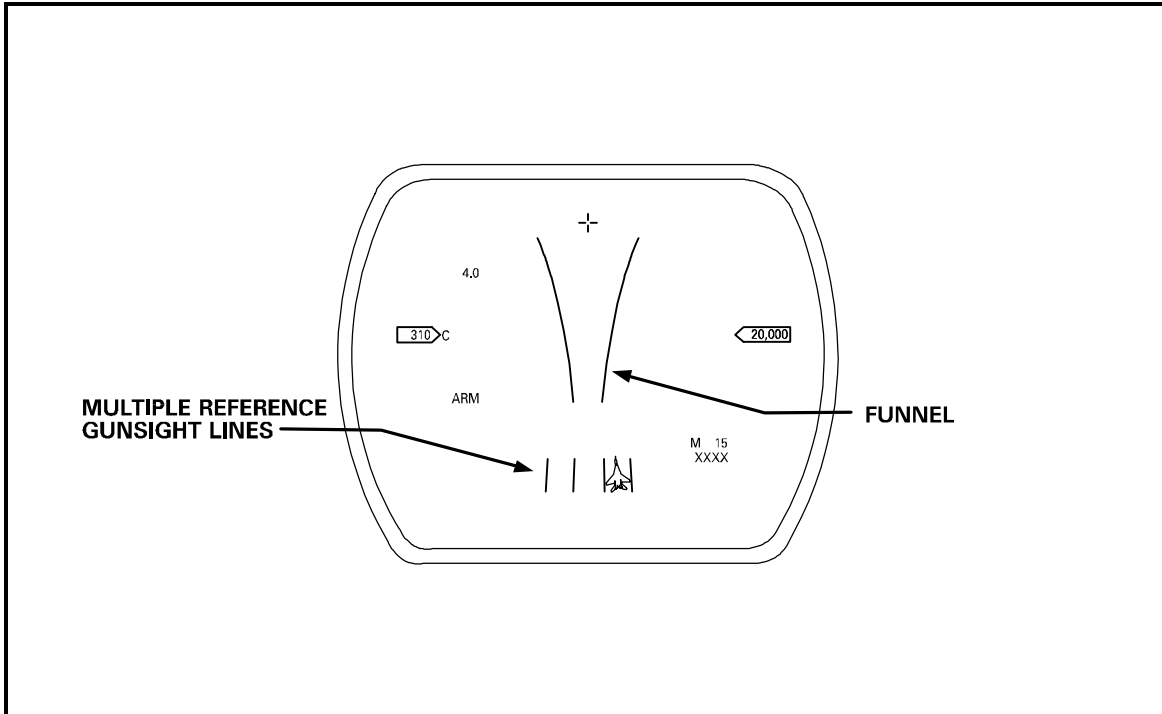 4.0
310 C
20,000
ARM
MULTIPLE REFERENCE
GUNSIGHT LINES
FUNNEL
M 15
XXXX